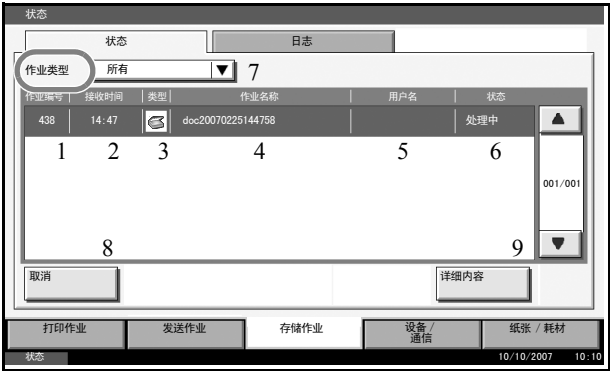 状态
状态 日志
作业类型 所有 7
作业编号 接收时间 类型 作业名称 用户名 状态
438 14:47 doc20070225144758 处理中
1 2 3 4 5 6
001/001
8 9
取消 详细内容
打印作业 发送作业 存储作业 设备/ 纸张 / 耗材
通信
状态 10/10/2007 10:10